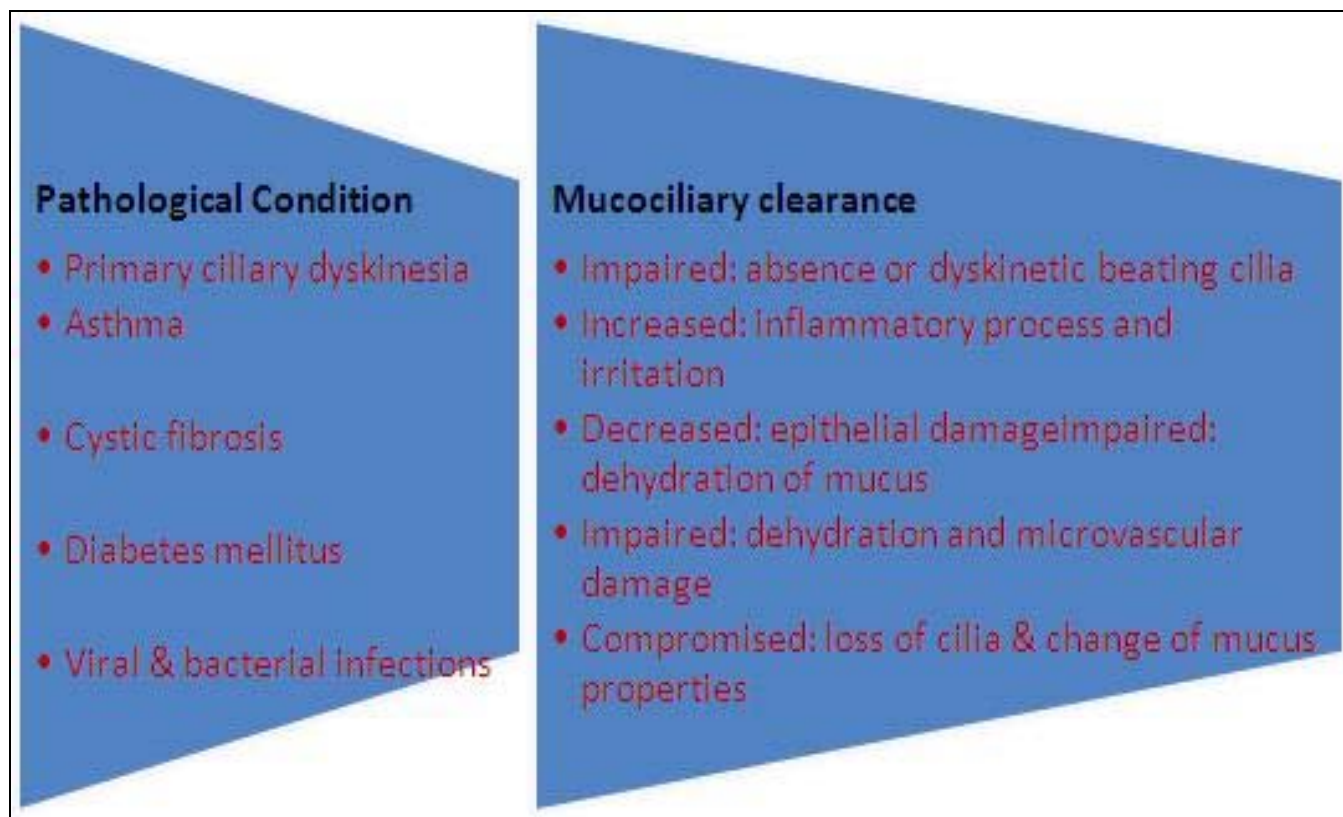 Pathological Condition
• Primary ciliary dyskinesia
• Asthma
• Cystic fibrosis
• Diabetes mellitus
• Viral & bacterial infections
Mucociliary clearance
• Impaired: absence or dyskinetic beating cilia
• Increased: inflammatory process and
irritation
• Decreased: epithelial damageimpaired:
dehydration of mucus
• Impaired: dehydration and microvascular
damage
• Compromised: loss of cilia & change of mucus
properties